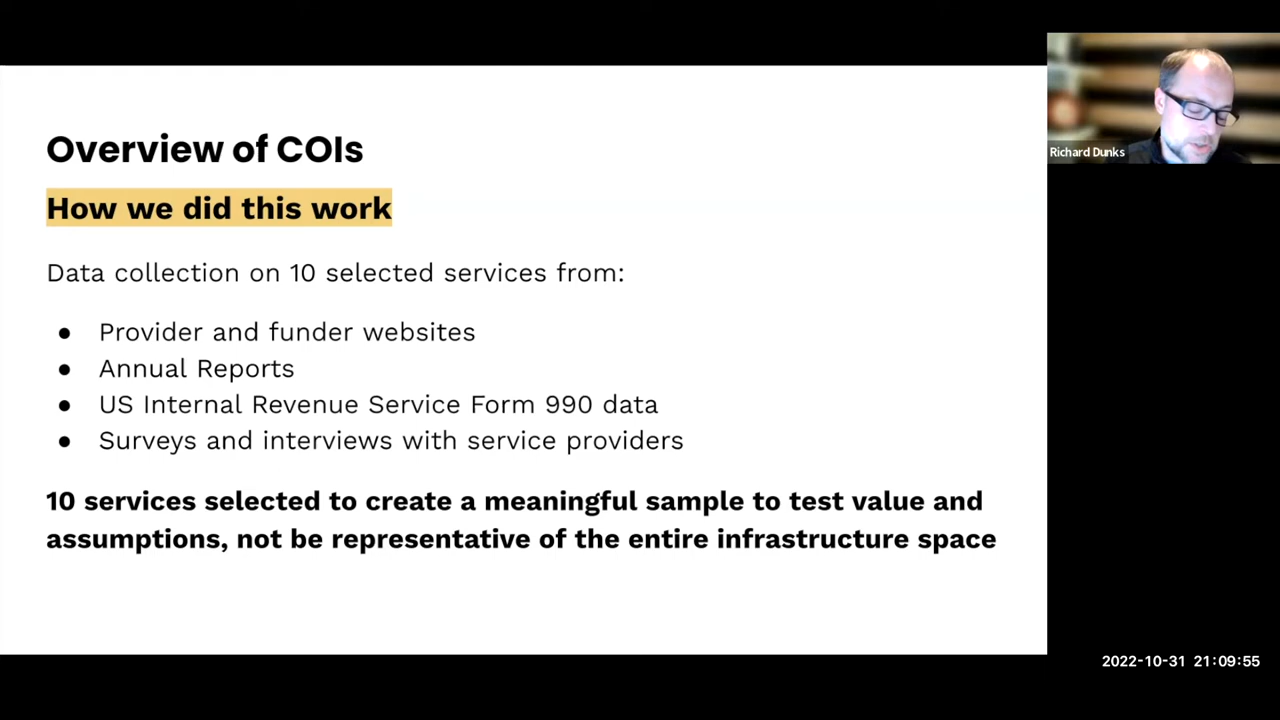 Overview of COIs
How we did this work
Data collection on 10 selected services from:
● Provider and funder websites
● Annual Reports
● US Internal Revenue Service Form 990 data
● Surveys and interviews with service providers
10 services selected to create a meaningful sample to test value and
assumptions, not be representative of the entire infrastructure space
Richard Dunks
2022-10-31 21:09:55